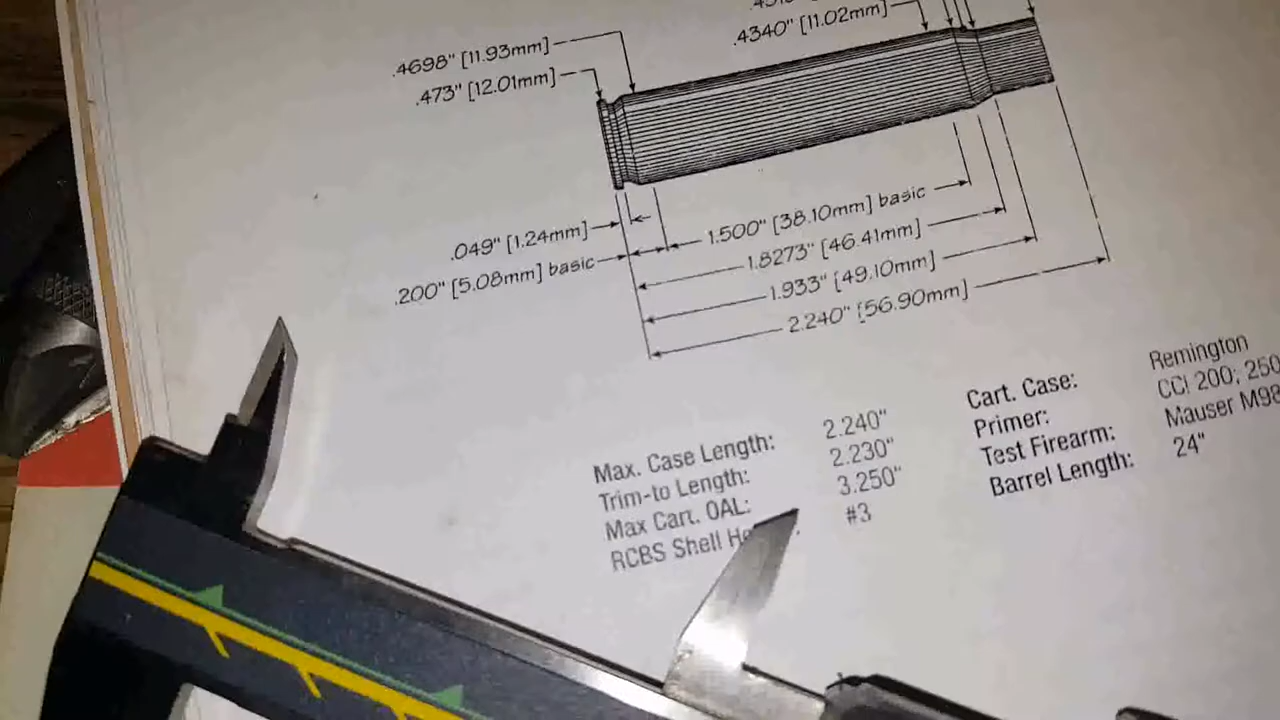 .4340" [11.02mm]
.4698" [11.93mm]
.473" [12.01mm]
.049" [1.24mm]
.200" [5.08mm] basic
1.500" [38.10mm] basic
1.8273" [46.41mm]
1.933" [49.10mm]
2.240" [56.90mm]
Max. Case Length: 2.240"
Trim-to Length: 2.230"
Max Cart. OAL: 3.250"
RCBS Shell #3
Cart. Case: Remington
Primer: CCI 200; 250
Test Firearm: Mauser M98
Barrel Length: 24"